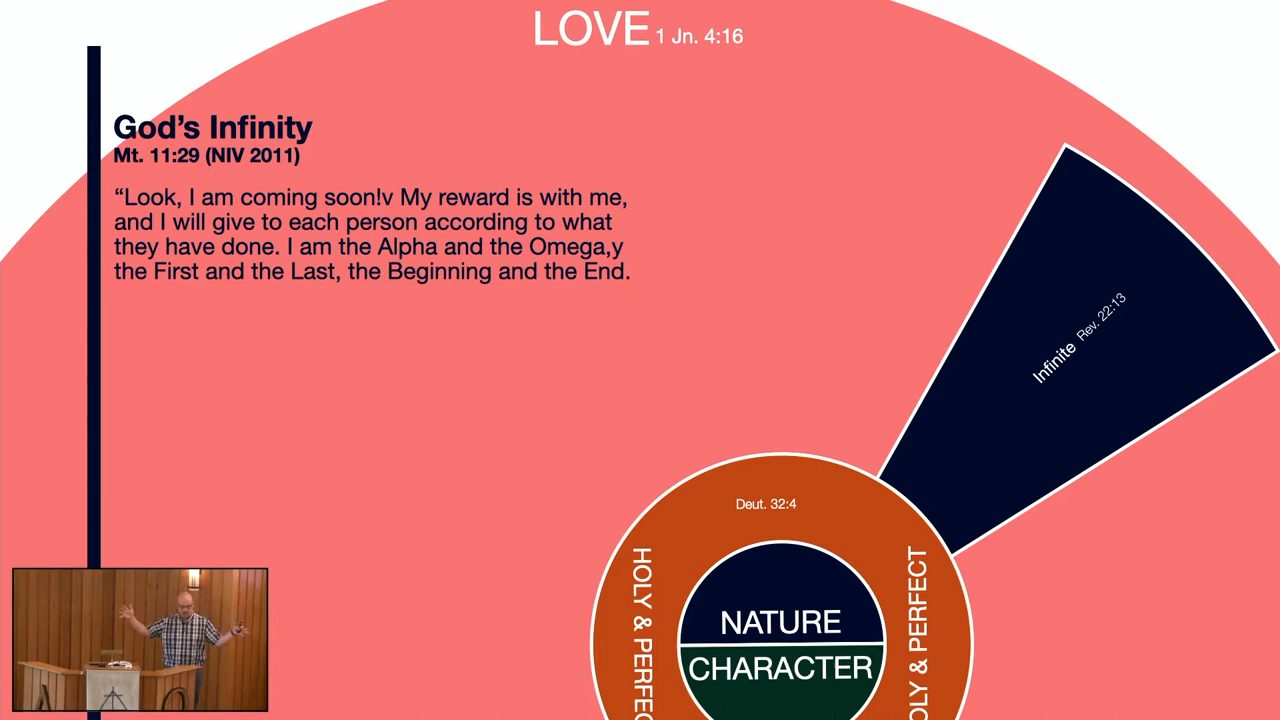 LOVE 1 Jn. 4:16
God’s Infinity
Mt. 11:29 (NIV 2011)
“Look, I am coming soon!v My reward is with me,
and I will give to each person according to what
they have done. I am the Alpha and the Omega,y
the First and the Last, the Beginning and the End.
Infinite Rev. 22:13
Deut. 32:4
HOLY & PERFEC
OLY & PERFECT
NATURE
CHARACTER